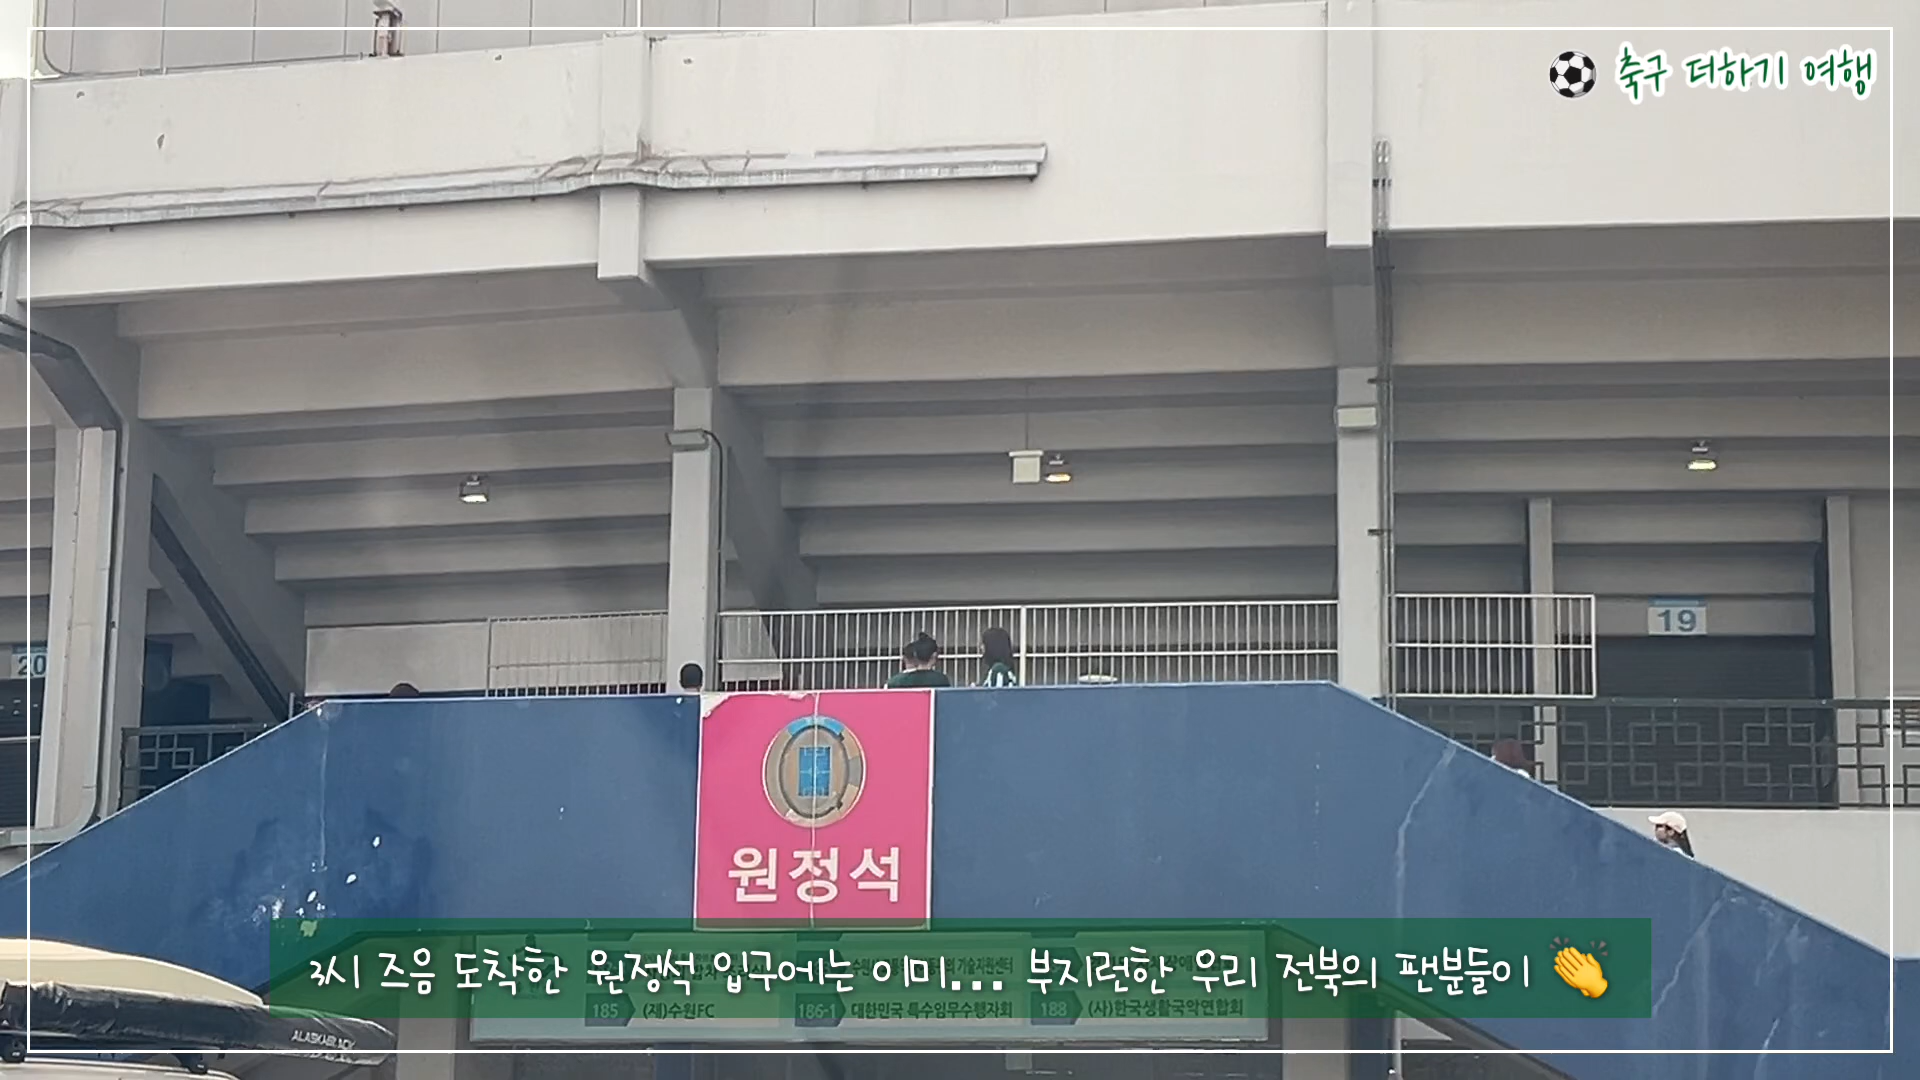 축구 더하기 여행
19
20
원정석
3시 즈음 도착한 원정석 입구에는 이미... 부지런한 우리 전북의 팬분들이 👏
185 (재)수원FC
186-1 대한민국 특수임무수행자회
188 (사)한국생활국악연합회
ALASKABLACK